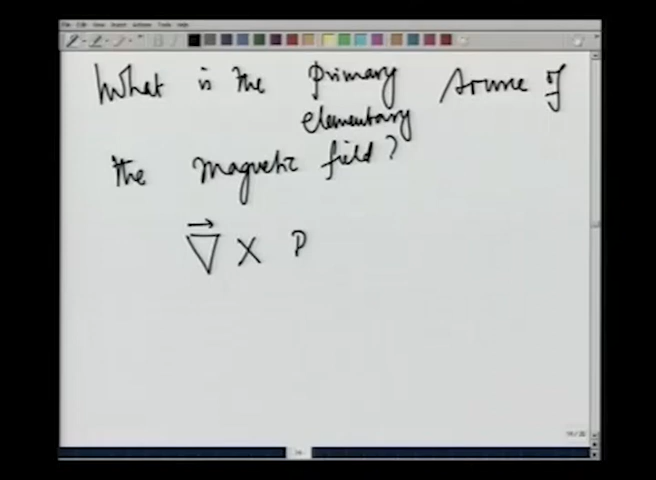 What is the primary source of
elementary
the magnetic field?
∇⃗ X P